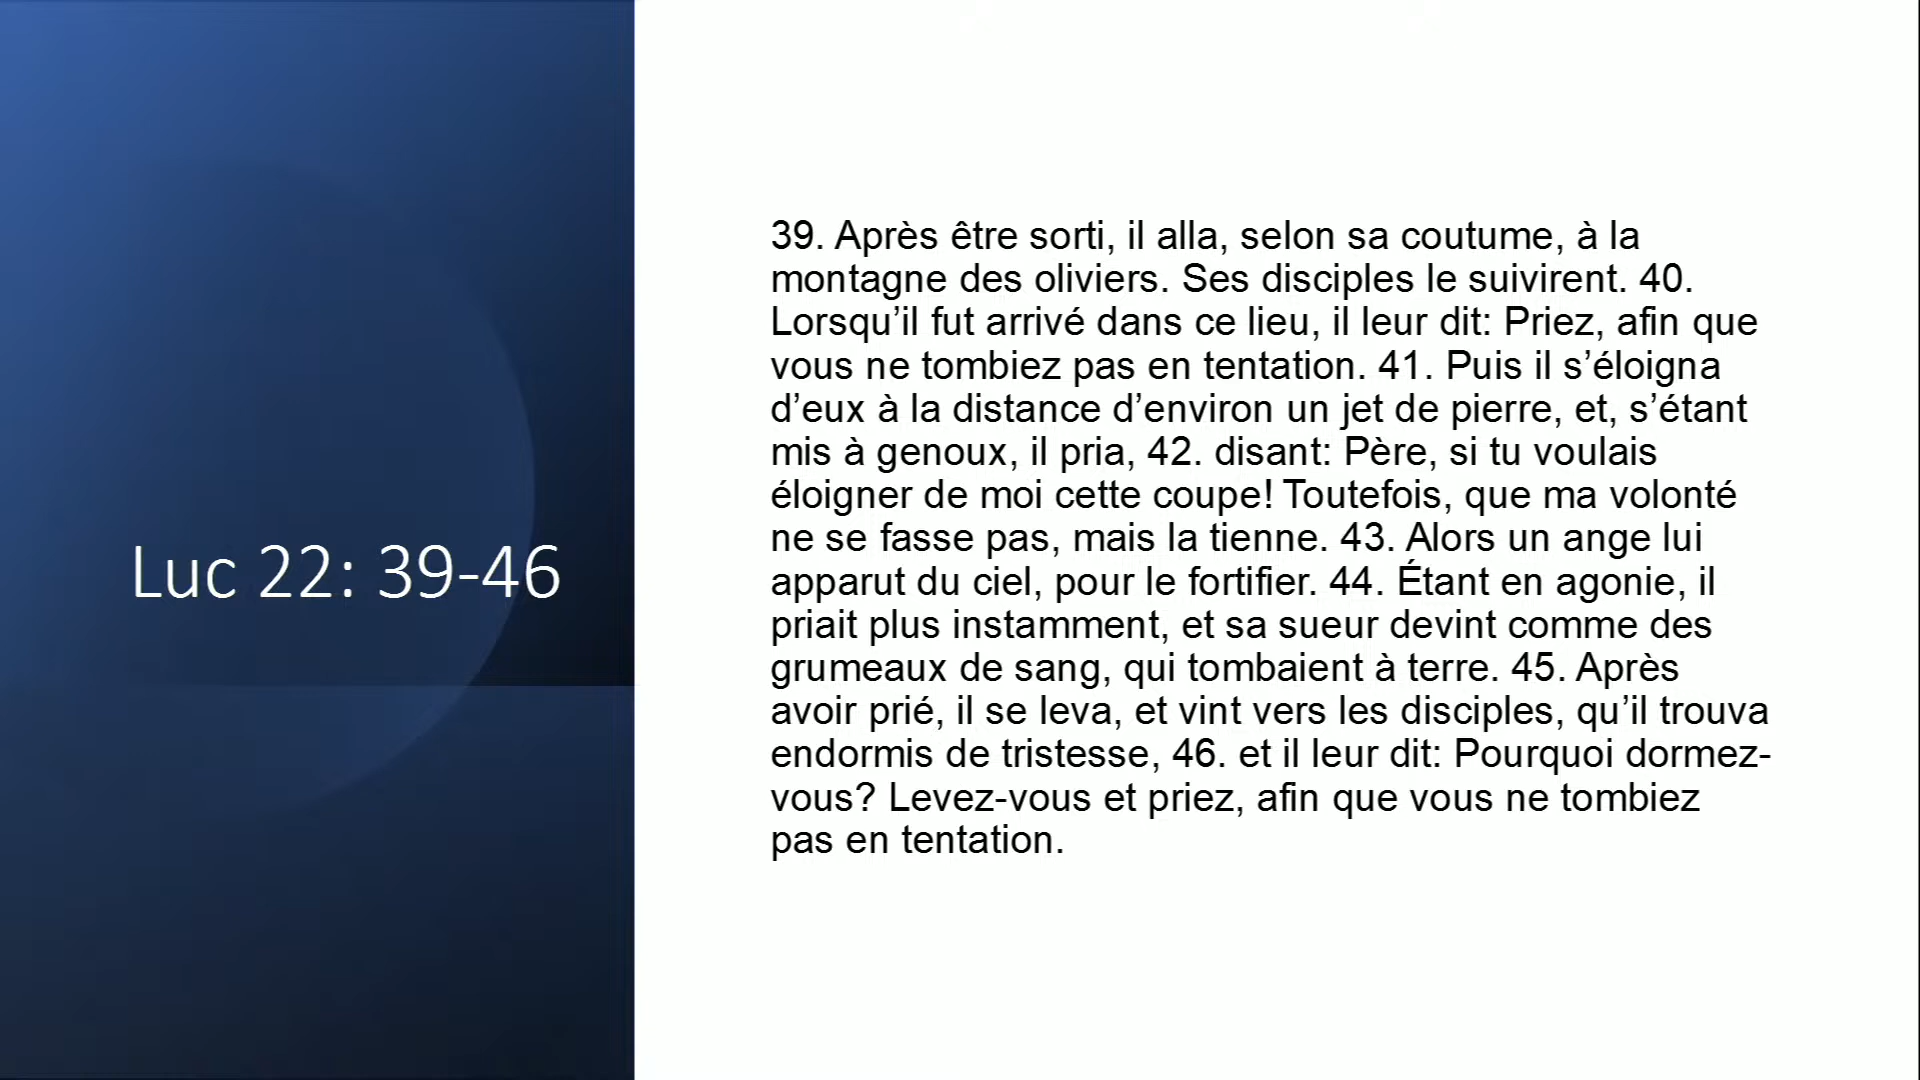 Luc 22: 39-46
39. Après être sorti, il alla, selon sa coutume, à la
montagne des oliviers. Ses disciples le suivirent. 40.
Lorsqu’il fut arrivé dans ce lieu, il leur dit: Priez, afin que
vous ne tombiez pas en tentation. 41. Puis il s’éloigna
d’eux à la distance d’environ un jet de pierre, et, s’étant
mis à genoux, il pria, 42. disant: Père, si tu voulais
éloigner de moi cette coupe! Toutefois, que ma volonté
ne se fasse pas, mais la tienne. 43. Alors un ange lui
apparut du ciel, pour le fortifier. 44. Étant en agonie, il
priait plus instamment, et sa sueur devint comme des
grumeaux de sang, qui tombaient à terre. 45. Après
avoir prié, il se leva, et vint vers les disciples, qu’il trouva
endormis de tristesse, 46. et il leur dit: Pourquoi dormez-
vous? Levez-vous et priez, afin que vous ne tombiez
pas en tentation.